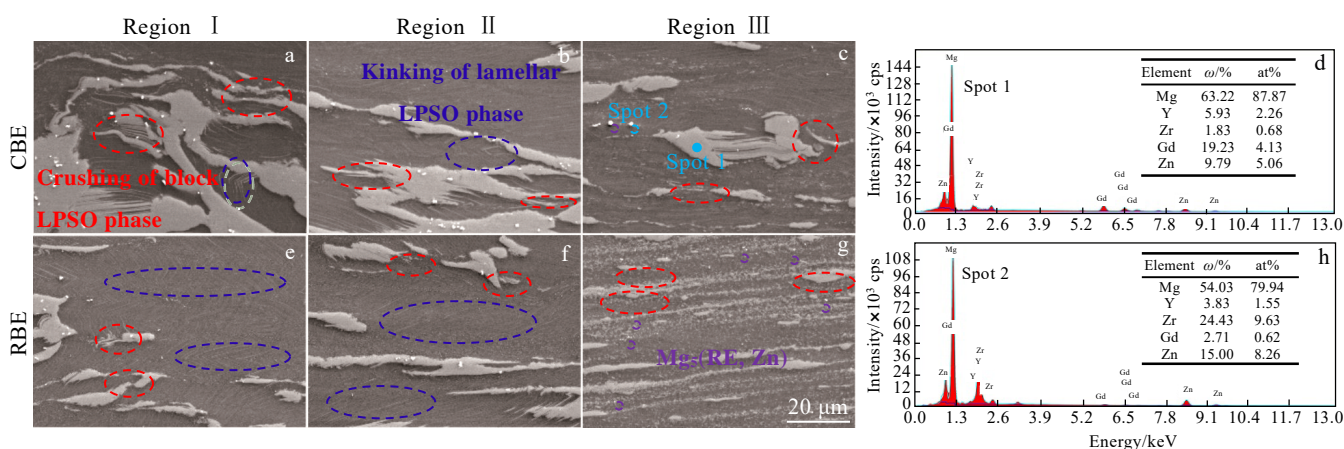 Region Ⅰ
Region Ⅱ
Region Ⅲ
CBE
a
Crushing of block
LPSO phase
b
Kinking of lamellar
LPSO phase
c
Spot 2
Spot 1
RBE
e
f
g
Mg5(RE, Zn)
20 μm
d
Spot 1
Intensity/×10³ cps
144
128
112
96
80
64
48
32
16
0
0.0 1.3 2.6 3.9 5.2 6.5 7.8 9.1 10.4 11.7 13.0
Mg
Gd
Zn
Y
Zr
Zr
Y
Gd
Gd
Gd
Gd
Zn
Zn
Element ω/% at%
Mg 63.22 87.87
Y 5.93 2.26
Zr 1.83 0.68
Gd 19.23 4.13
Zn 9.79 5.06
h
Spot 2
Intensity/×10³ cps
108
96
84
72
60
48
36
24
12
0
0.0 1.3 2.6 3.9 5.2 6.5 7.8 9.1 10.4 11.7 13.0
Energy/keV
Mg
Gd
Zn
Zr
Y
Y
Zr
Gd
Gd
Gd
Gd
Zn
Zn
Element ω/% at%
Mg 54.03 79.94
Y 3.83 1.55
Zr 24.43 9.63
Gd 2.71 0.62
Zn 15.00 8.26